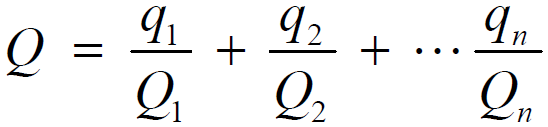 Q = q₁/Q₁ + q₂/Q₂ + ⋯ qₙ/Qₙ